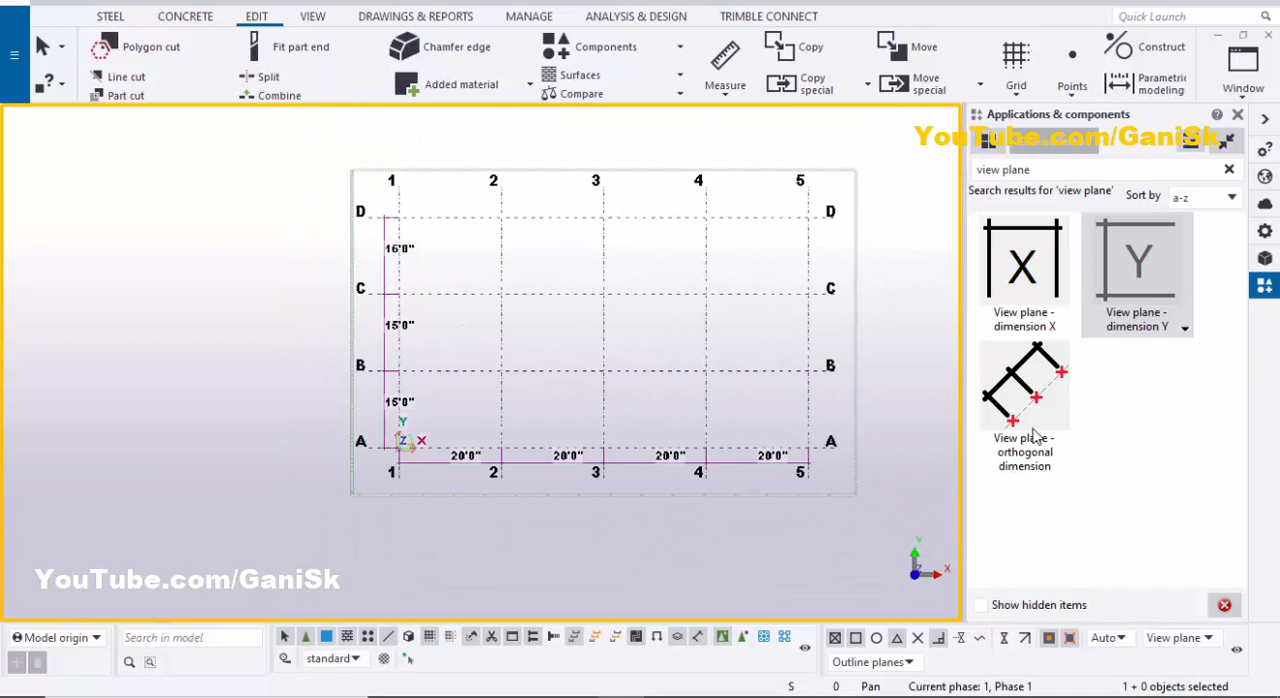 STEEL CONCRETE EDIT VIEW DRAWINGS & REPORTS MANAGE ANALYSIS & DESIGN TRIMBLE CONNECT Quick Launch
Polygon cut Fit part end Chamfer edge Components Copy Move Construct
Line cut Split Added material Surfaces Copy special Move special Parametric modeling
Part cut Combine Compare Measure Grid Points Window
Applications & components
YouTube.com/GaniSk
view plane
Search results for 'view plane' Sort by a-z
1 2 3 4 5
D D
16'0"
C C
15'0"
B B
15'0"
Y
A Z X A
20'0" 20'0" 20'0" 20'0"
1 2 3 4 5
X
View plane - dimension X
Y
View plane - dimension Y
View plane - orthogonal dimension
Y
Z X
YouTube.com/GaniSk
Show hidden items
Model origin Search in model Auto View plane
standard Outline planes
S 0 Pan Current phase: 1, Phase 1 1 + 0 objects selected